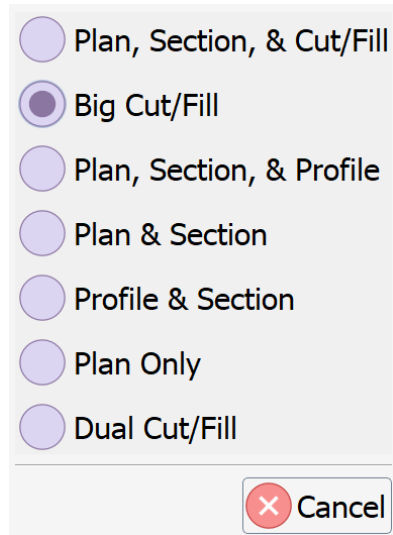 Plan, Section, & Cut/Fill
Big Cut/Fill
Plan, Section, & Profile
Plan & Section
Profile & Section
Plan Only
Dual Cut/Fill
Cancel